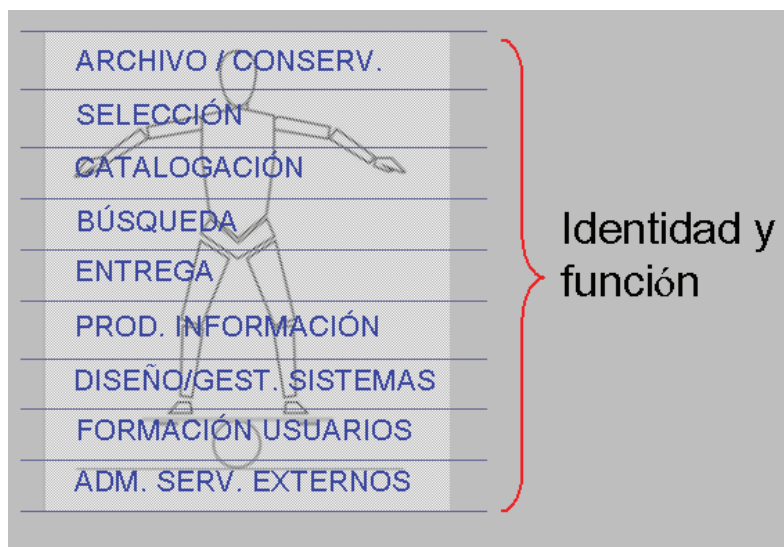 ARCHIVO / CONSERV.
SELECCIÓN
CATALOGACIÓN
BÚSQUEDA
ENTREGA
PROD. INFORMACIÓN
DISEÑO/GEST. SISTEMAS
FORMACIÓN USUARIOS
ADM. SERV. EXTERNOS
Identidad y
función